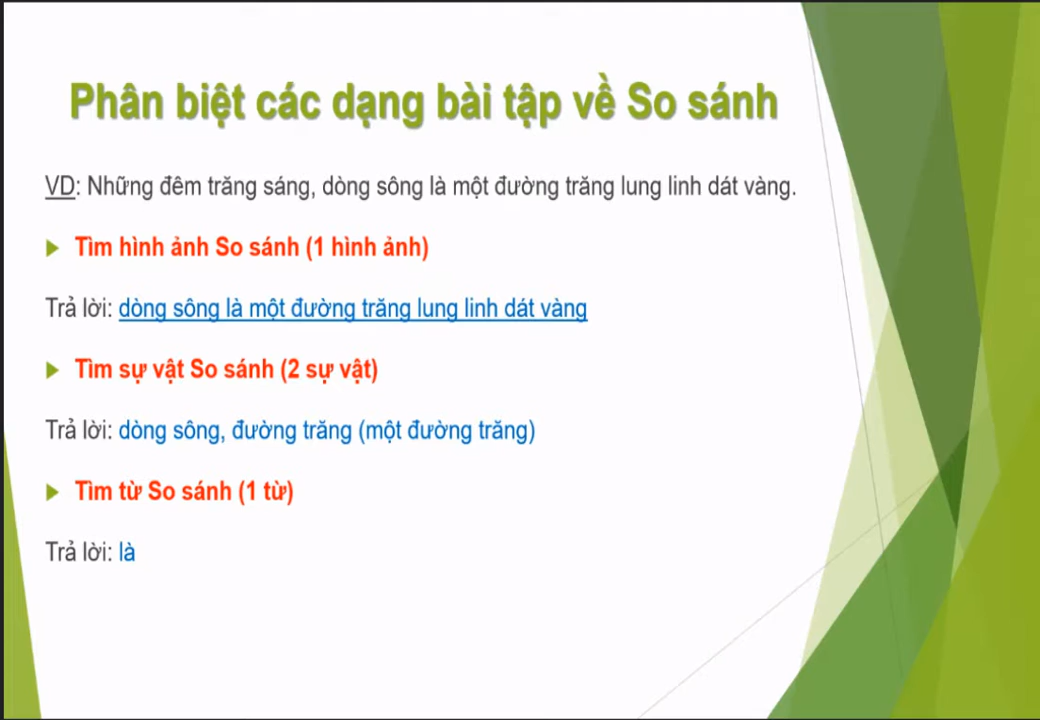 Phân biệt các dạng bài tập về So sánh
VD: Những đêm trăng sáng, dòng sông là một đường trăng lung linh dát vàng.
Tìm hình ảnh So sánh (1 hình ảnh)
Trả lời: dòng sông là một đường trăng lung linh dát vàng
Tìm sự vật So sánh (2 sự vật)
Trả lời: dòng sông, đường trăng (một đường trăng)
Tìm từ So sánh (1 từ)
Trả lời: là